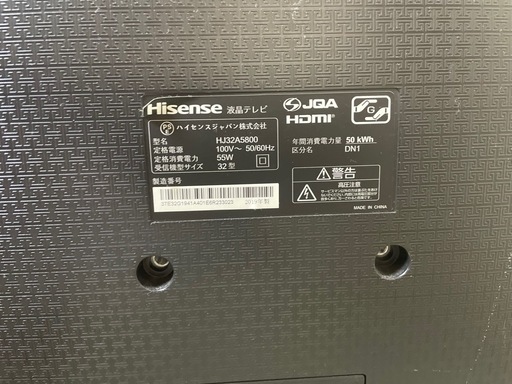 Hisense 液晶テレビ
PS E ハイセンスジャパン株式会社
型名 HJ32A5800
定格電源 100V～ 50/60Hz
定格消費電力 55W
受信機型サイズ 32 型
製造番号
2019年製
JQA
HDMI
G
年間消費電力量 50 kWh
区分名 DN1
警告
高圧注意
MADE IN CHINA